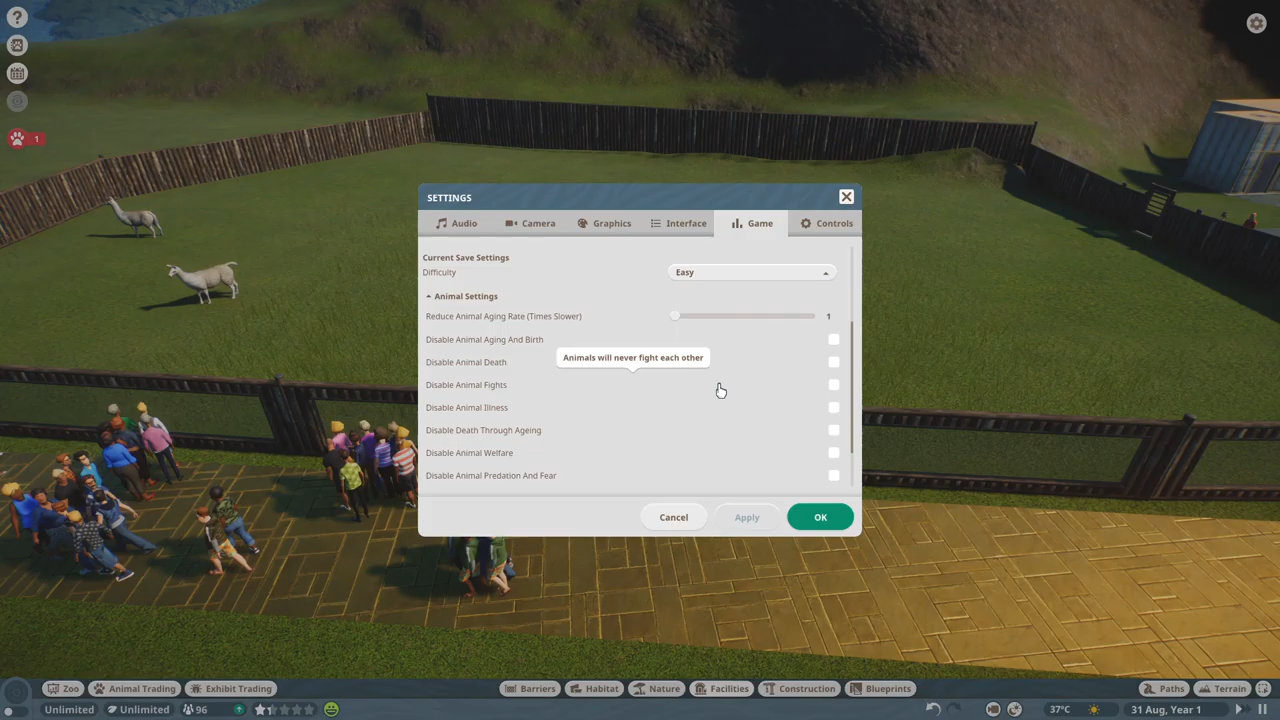 ?
1
SETTINGS
Audio
Camera
Graphics
Interface
Game
Controls
Current Save Settings
Difficulty
Easy
Animal Settings
Reduce Animal Aging Rate (Times Slower)
1
Disable Animal Aging And Birth
Animals will never fight each other
Disable Animal Death
Disable Animal Fights
Disable Animal Illness
Disable Death Through Ageing
Disable Animal Welfare
Disable Animal Predation And Fear
Cancel
Apply
OK
Zoo
Animal Trading
Exhibit Trading
Barriers
Habitat
Nature
Facilities
Construction
Blueprints
Paths
Terrain
Unlimited
Unlimited
96
37°C
31 Aug, Year 1